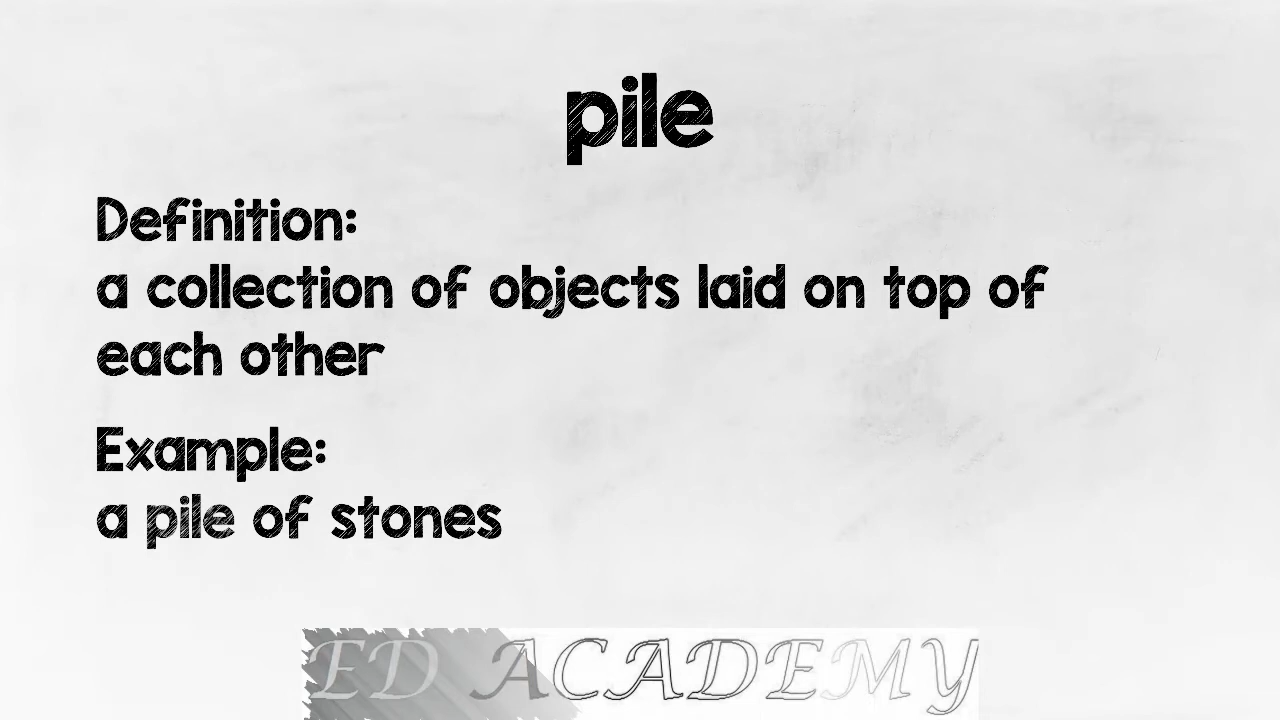 pile
Definition:
a collection of objects laid on top of
each other
Example:
a pile of stones
ED ACADEMY